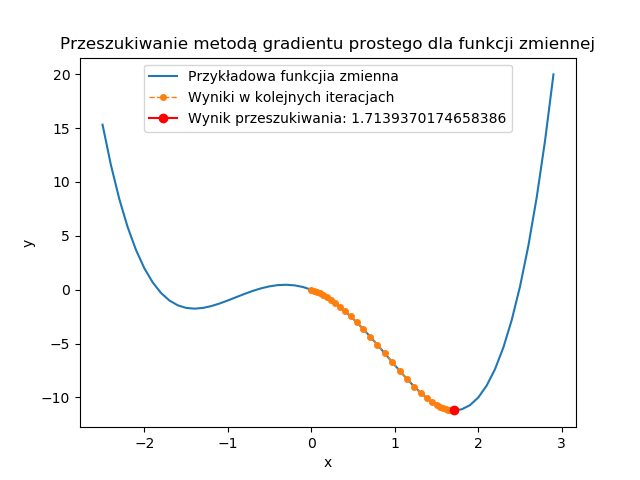 Przeszukiwanie metodą gradientu prostego dla funkcji zmiennej
20
15
10
5
0
−5
−10
y
Przykładowa funkcjia zmienna
Wyniki w kolejnych iteracjach
Wynik przeszukiwania: 1.7139370174658386
−2 −1 0 1 2 3
x